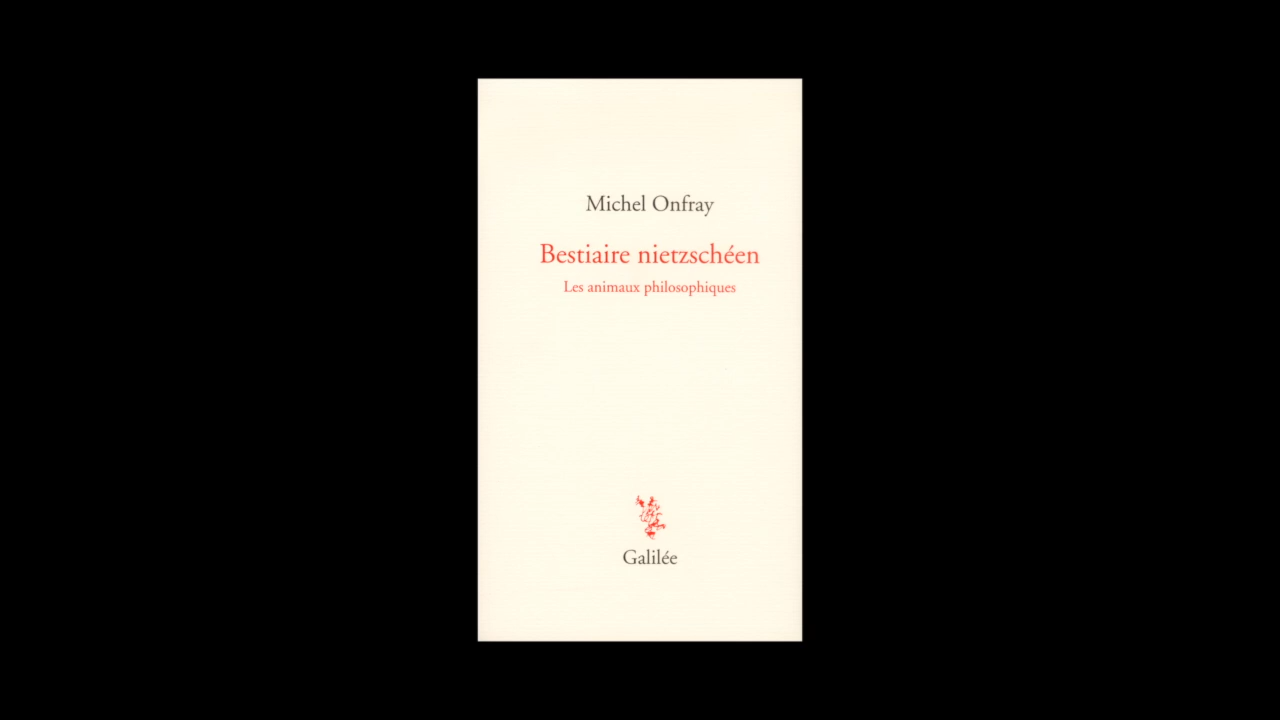 Michel Onfray
Bestiaire nietzschéen
Les animaux philosophiques
Galilée